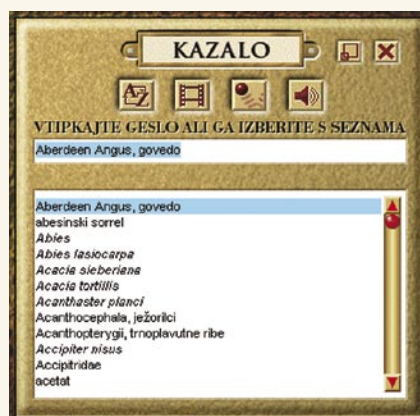 KAZALO
A-Z
VTIPKAJTE GESLO ALI GA IZBERITE S SEZNAMA
Aberdeen Angus, govedo
Aberdeen Angus, govedo
abesinski sorrel
Abies
Abies lasiocarpa
Acacia sieberiana
Acacia tortillis
Acanthaster planci
Acanthocephala, ježorilci
Acanthopterygii, trnoplavutne ribe
Accipiter nisus
Accipitridae
acetat